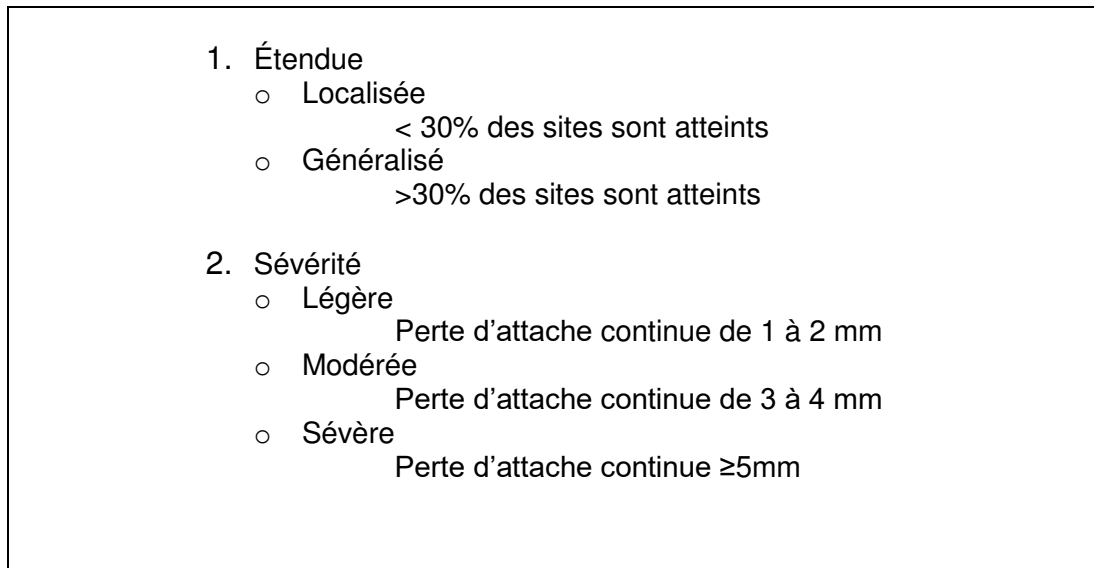 1. Étendue
o Localisée
< 30% des sites sont atteints
o Généralisé
>30% des sites sont atteints
2. Sévérité
o Légère
Perte d’attache continue de 1 à 2 mm
o Modérée
Perte d’attache continue de 3 à 4 mm
o Sévère
Perte d’attache continue ≥5mm